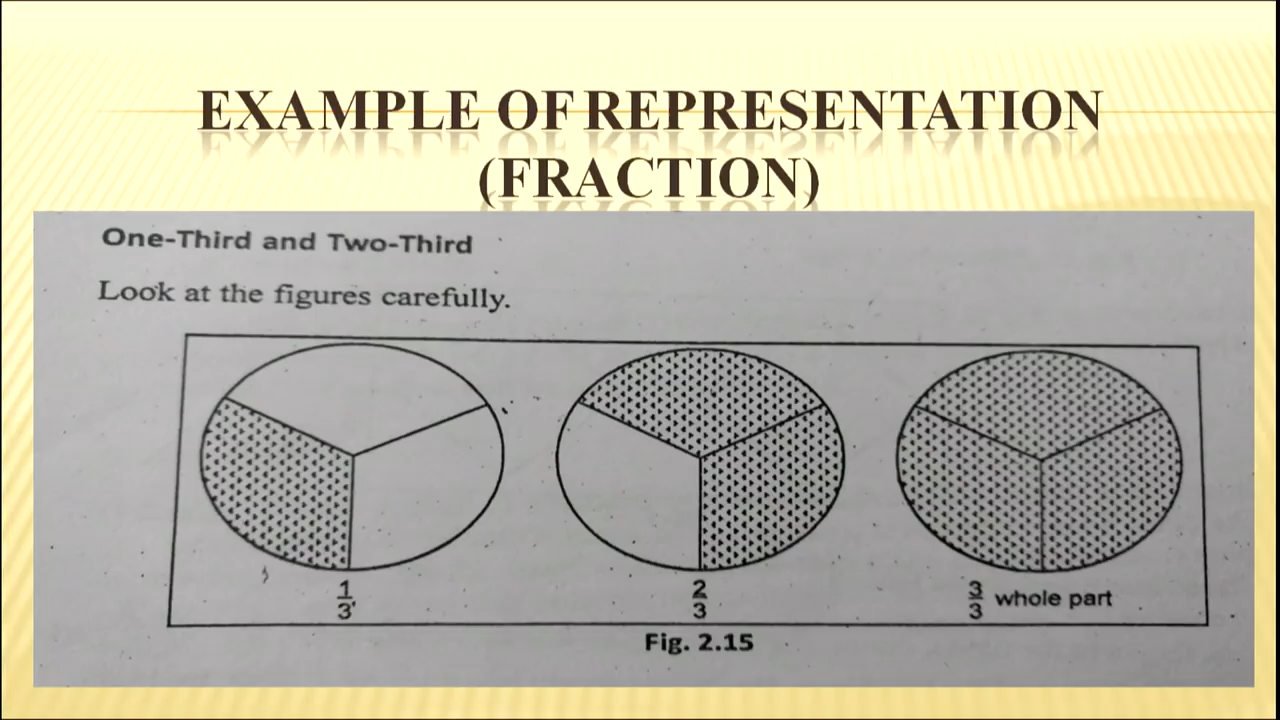 EXAMPLE OF REPRESENTATION
(FRACTION)
One-Third and Two-Third
Look at the figures carefully.
1/3
2/3
3/3 whole part
Fig. 2.15